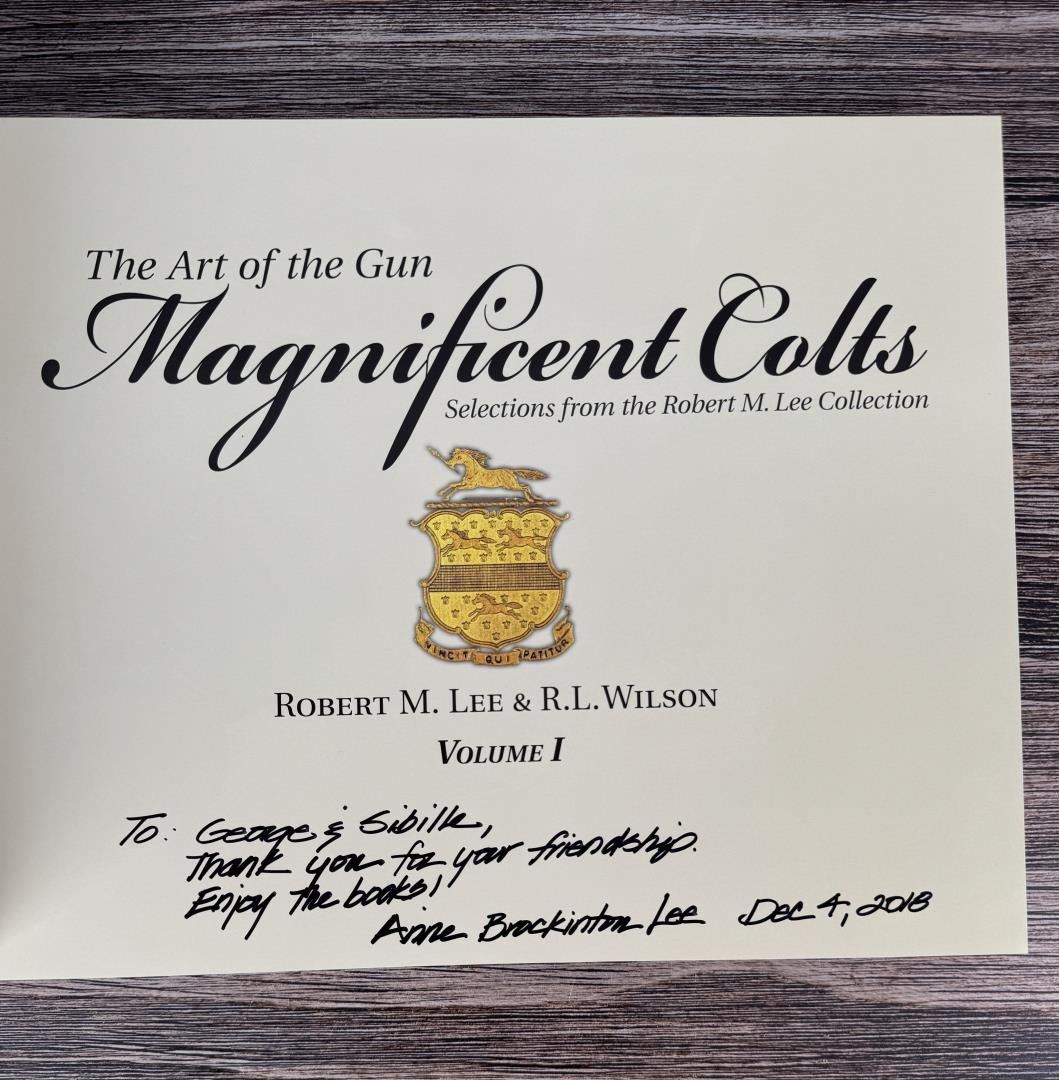 The Art of the Gun
Magnificent Colts
Selections from the Robert M. Lee Collection
VINCIT QUI PATITUR
ROBERT M. LEE & R.L.WILSON
VOLUME I
To: George & Sibille,
Thank you for your friendship.
Enjoy the books!
Anne Brockinton Lee Dec 4, 2018